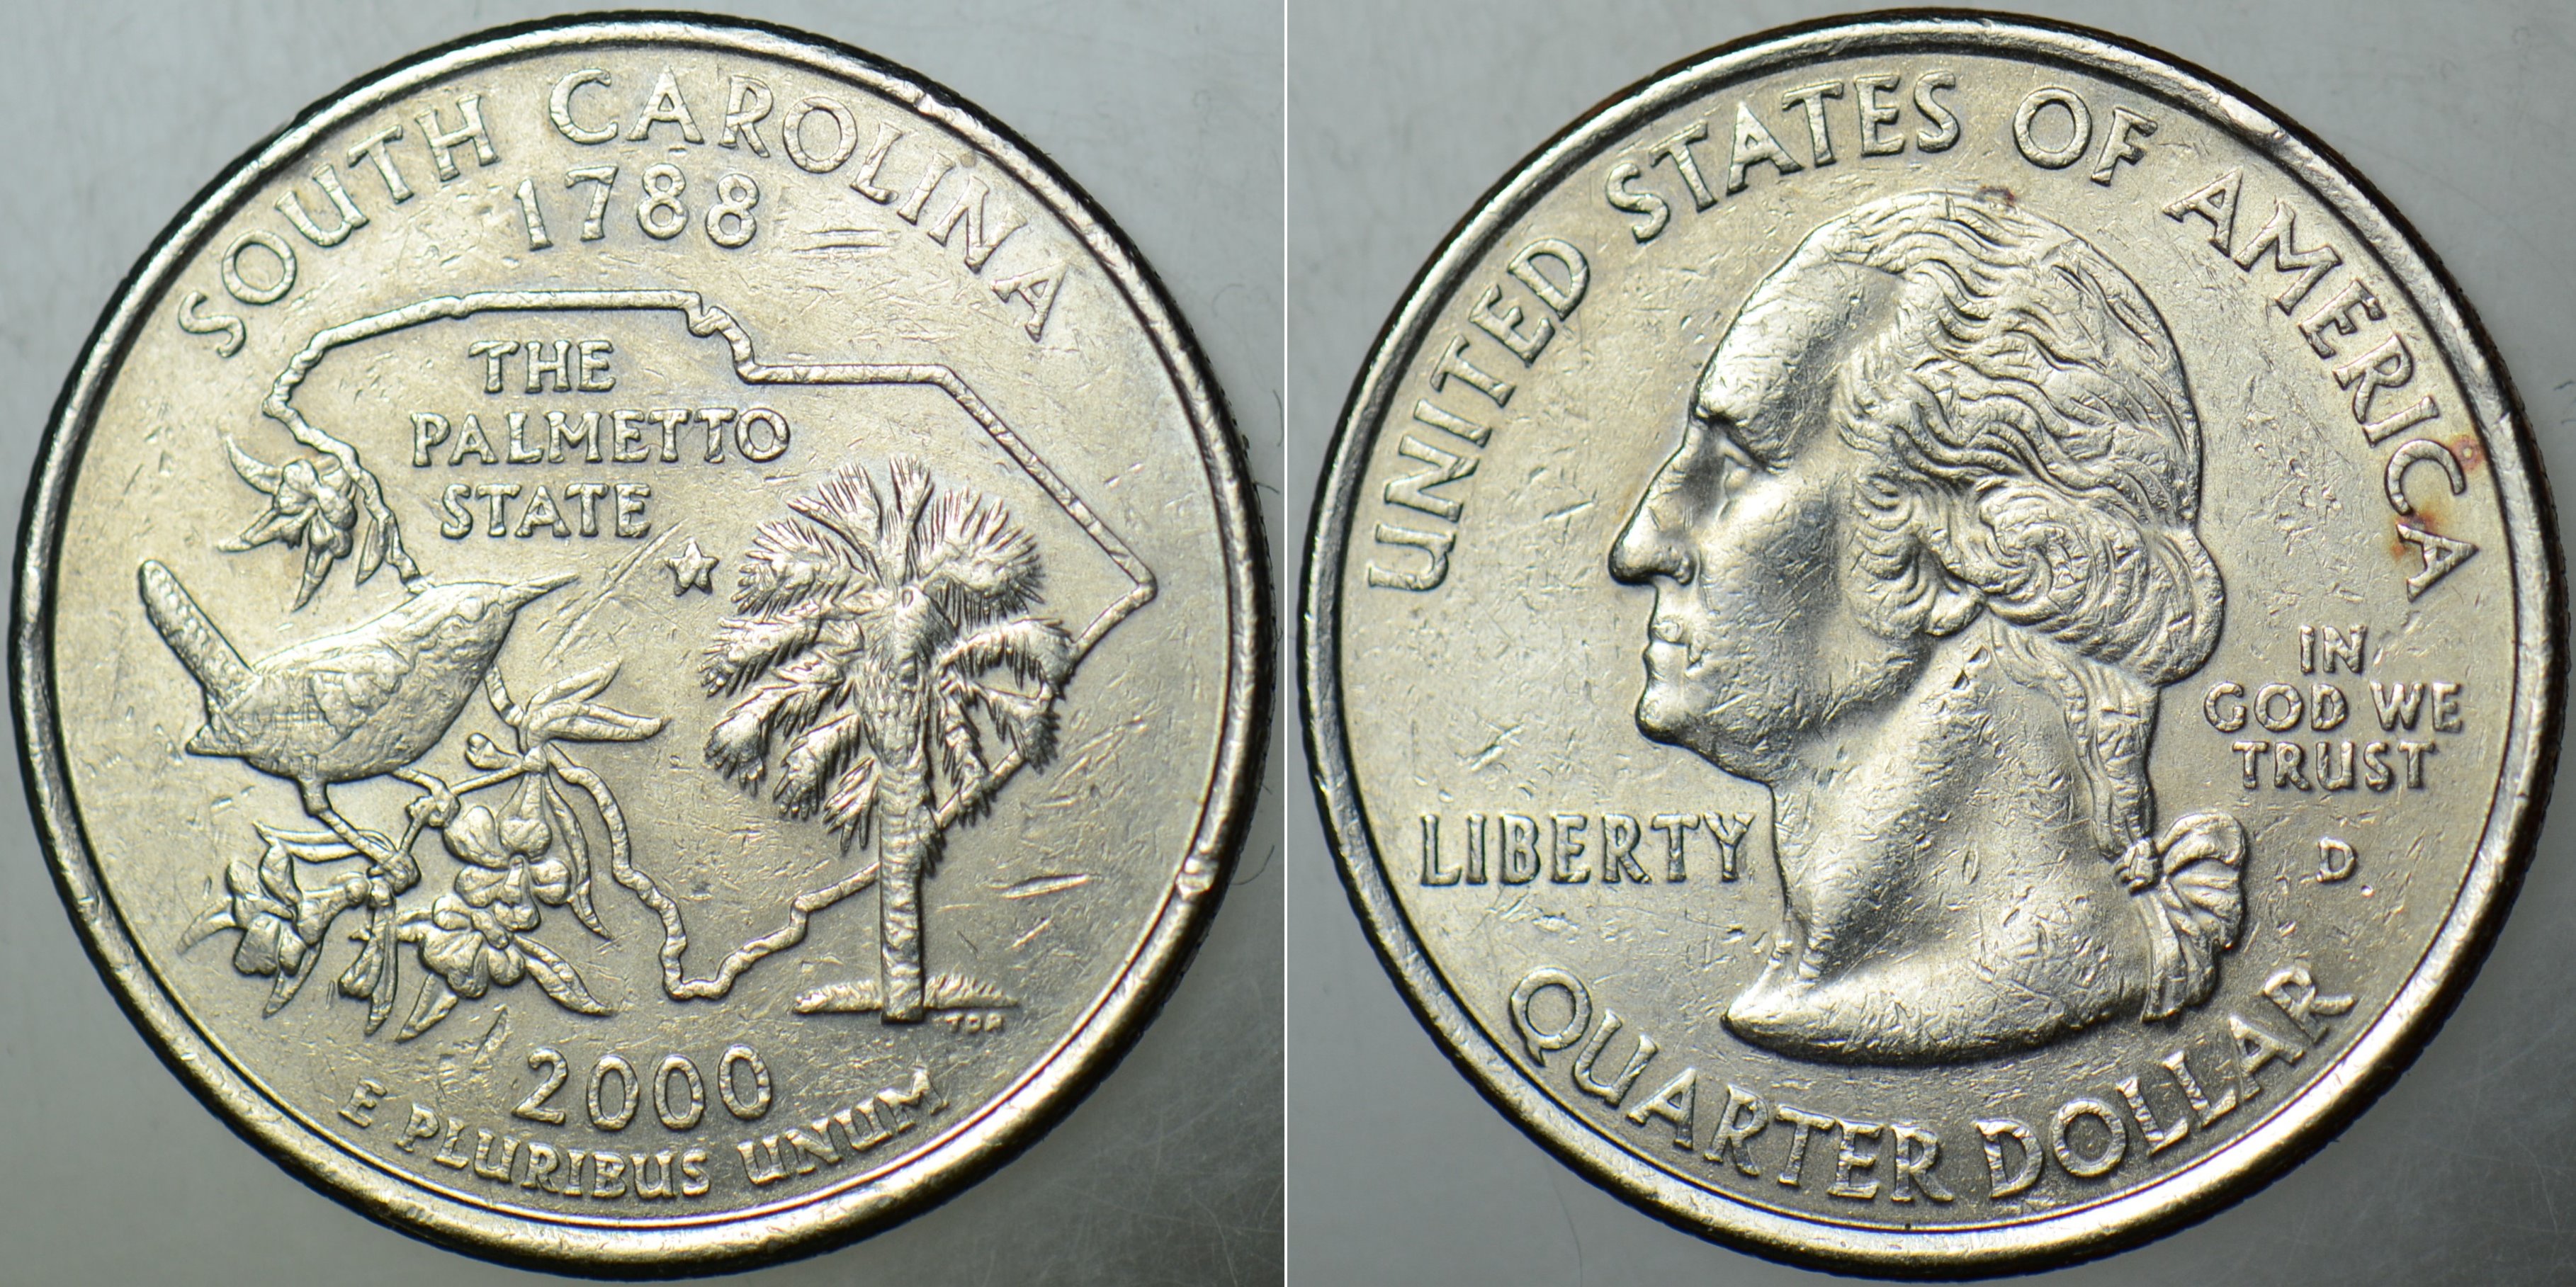 SOUTH CAROLINA
1788
THE
PALMETTO
STATE
TDR
2000
E PLURIBUS UNUM
UNITED STATES OF AMERICA
IN
GOD WE
TRUST
LIBERTY
D
QUARTER DOLLAR